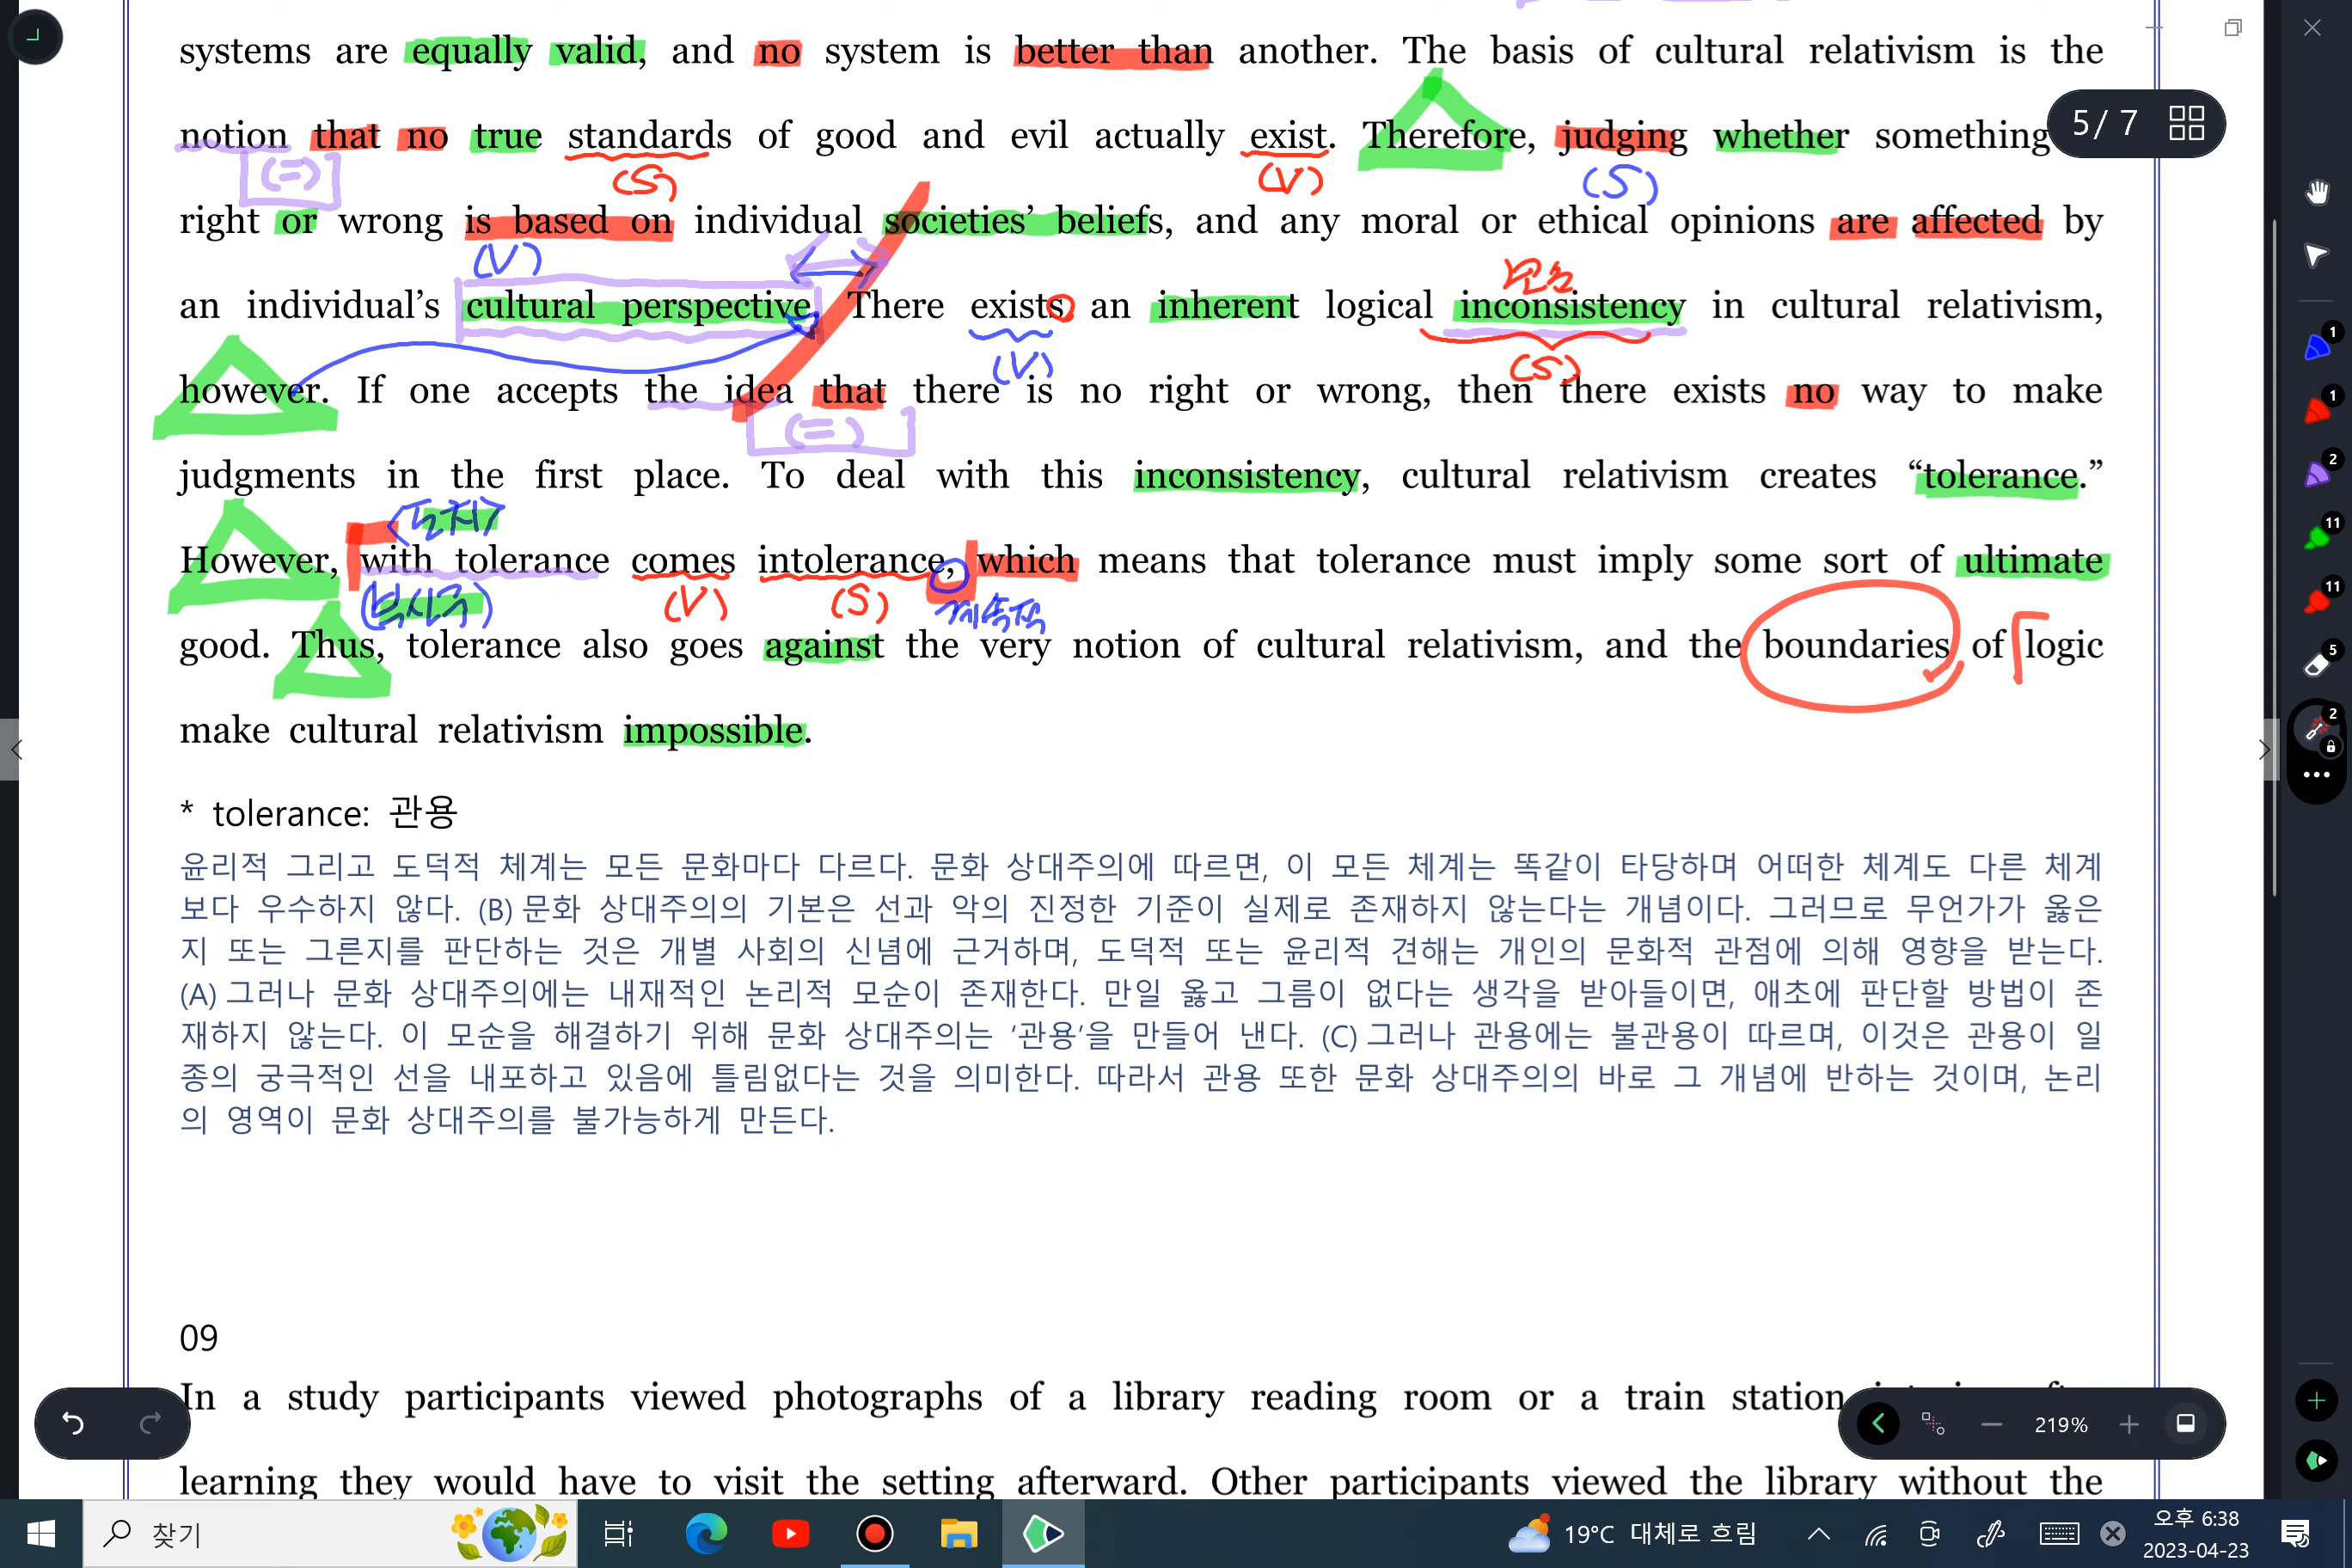 systems are equally valid, and no system is better than another. The basis of cultural relativism is the
notion that no true standards of good and evil actually exist. Therefore, judging whether something
5/ 7
(=)
(S)
(V)
(S)
right or wrong is based on individual societies' beliefs, and any moral or ethical opinions are affected by
(V)
모순
an individual's cultural perspective. There exists an inherent logical inconsistency in cultural relativism,
(V)
(S)
however. If one accepts the idea that there is no right or wrong, then there exists no way to make
(=)
judgments in the first place. To deal with this inconsistency, cultural relativism creates “tolerance.”
<도치>
However, with tolerance comes intolerance, which means that tolerance must imply some sort of ultimate
(부사구)
(V)
(S)
계속적
good. Thus, tolerance also goes against the very notion of cultural relativism, and the boundaries of logic
make cultural relativism impossible.
* tolerance: 관용
윤리적 그리고 도덕적 체계는 모든 문화마다 다르다. 문화 상대주의에 따르면, 이 모든 체계는 똑같이 타당하며 어떠한 체계도 다른 체계
보다 우수하지 않다. (B) 문화 상대주의의 기본은 선과 악의 진정한 기준이 실제로 존재하지 않는다는 개념이다. 그러므로 무언가가 옳은
지 또는 그른지를 판단하는 것은 개별 사회의 신념에 근거하며, 도덕적 또는 윤리적 견해는 개인의 문화적 관점에 의해 영향을 받는다.
(A) 그러나 문화 상대주의에는 내재적인 논리적 모순이 존재한다. 만일 옳고 그름이 없다는 생각을 받아들이면, 애초에 판단할 방법이 존
재하지 않는다. 이 모순을 해결하기 위해 문화 상대주의는 ‘관용’을 만들어 낸다. (C) 그러나 관용에는 불관용이 따르며, 이것은 관용이 일
종의 궁극적인 선을 내포하고 있음에 틀림없다는 것을 의미한다. 따라서 관용 또한 문화 상대주의의 바로 그 개념에 반하는 것이며, 논리
의 영역이 문화 상대주의를 불가능하게 만든다.
09
In a study participants viewed photographs of a library reading room or a train station
learning they would have to visit the setting afterward. Other participants viewed the library without the
219%
1
1
2
11
11
5
2
찾기
19°C 대체로 흐림
오후 6:38
2023-04-23